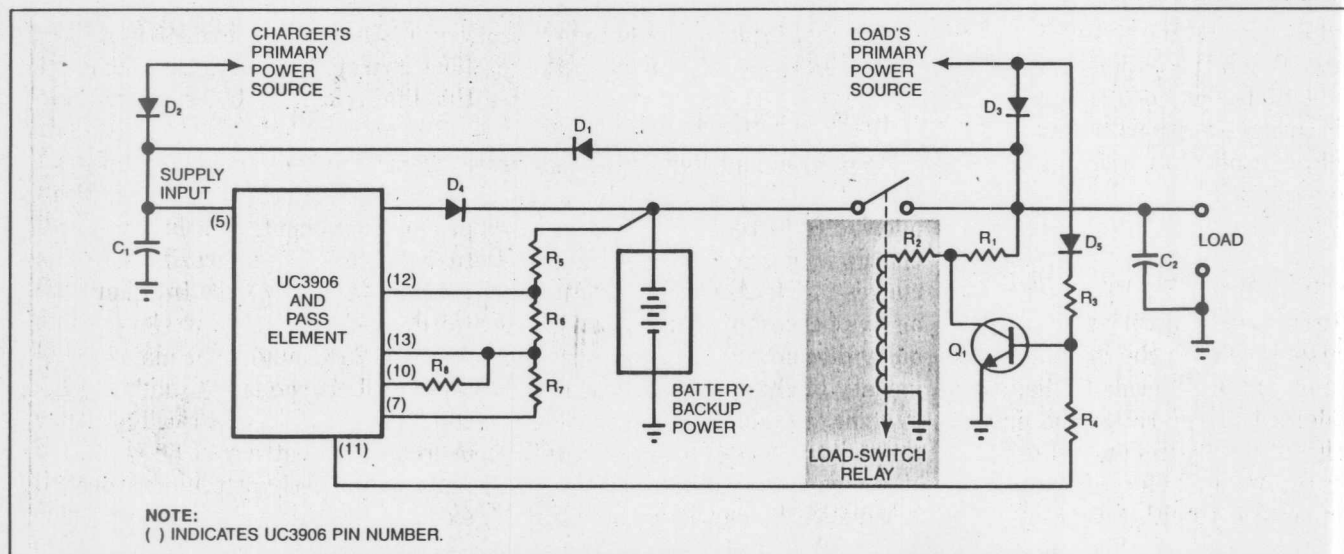 CHARGER'S
PRIMARY
POWER
SOURCE
LOAD'S
PRIMARY
POWER
SOURCE
D2
D3
D1
SUPPLY
INPUT
D4
(5)
C1
R5
R2
R1
D5
C2
LOAD
UC3906
AND
PASS
ELEMENT
(12)
R6
R3
(13)
Q1
(10)
R8
R7
(7)
BATTERY-
BACKUP
POWER
R4
(11)
LOAD-SWITCH
RELAY
NOTE:
( ) INDICATES UC3906 PIN NUMBER.